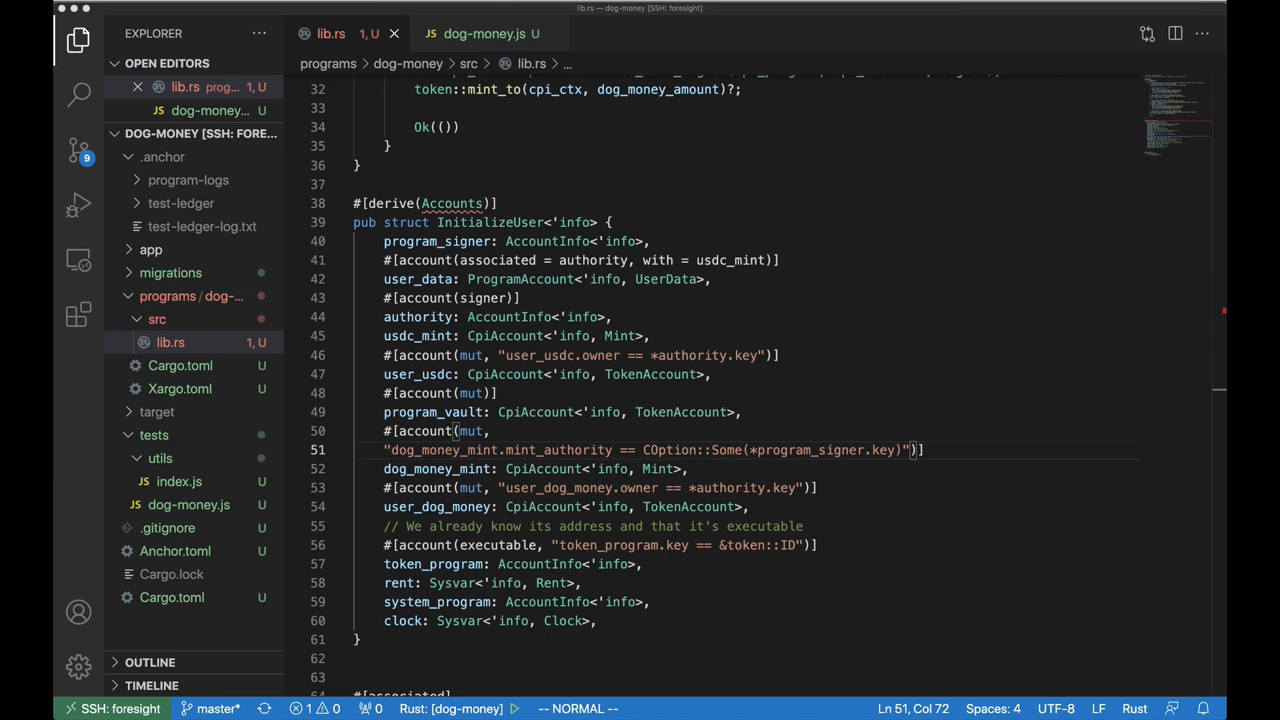 lib.rs — dog-money [SSH: foresight]
EXPLORER
lib.rs 1, U
dog-money.js U
OPEN EDITORS
programs > dog-money > src > lib.rs > ...
lib.rs prog... 1, U
dog-money... U
DOG-MONEY [SSH: FORE...
.anchor
program-logs
test-ledger
test-ledger-log.txt
app
migrations
programs / dog-...
src
lib.rs 1, U
Cargo.toml U
Xargo.toml U
target
tests
utils
index.js U
dog-money.js U
.gitignore U
Anchor.toml U
Cargo.lock
Cargo.toml U
OUTLINE
TIMELINE
9
32 token::mint_to(cpi_ctx, dog_money_amount)?;
33
34 Ok(())
35 }
36 }
37
38 #[derive(Accounts)]
39 pub struct InitializeUser<'info> {
40 program_signer: AccountInfo<'info>,
41 #[account(associated = authority, with = usdc_mint)]
42 user_data: ProgramAccount<'info, UserData>,
43 #[account(signer)]
44 authority: AccountInfo<'info>,
45 usdc_mint: CpiAccount<'info, Mint>,
46 #[account(mut, "user_usdc.owner == *authority.key")]
47 user_usdc: CpiAccount<'info, TokenAccount>,
48 #[account(mut)]
49 program_vault: CpiAccount<'info, TokenAccount>,
50 #[account(mut,
51 "dog_money_mint.mint_authority == COption::Some(*program_signer.key)")]
52 dog_money_mint: CpiAccount<'info, Mint>,
53 #[account(mut, "user_dog_money.owner == *authority.key")]
54 user_dog_money: CpiAccount<'info, TokenAccount>,
55 // We already know its address and that it's executable
56 #[account(executable, "token_program.key == &token::ID")]
57 token_program: AccountInfo<'info>,
58 rent: Sysvar<'info, Rent>,
59 system_program: AccountInfo<'info>,
60 clock: Sysvar<'info, Clock>,
61 }
62
63
64 #[associated]
SSH: foresight master* 1 0 0 Rust: [dog-money] -- NORMAL -- Ln 51, Col 72 Spaces: 4 UTF-8 LF Rust